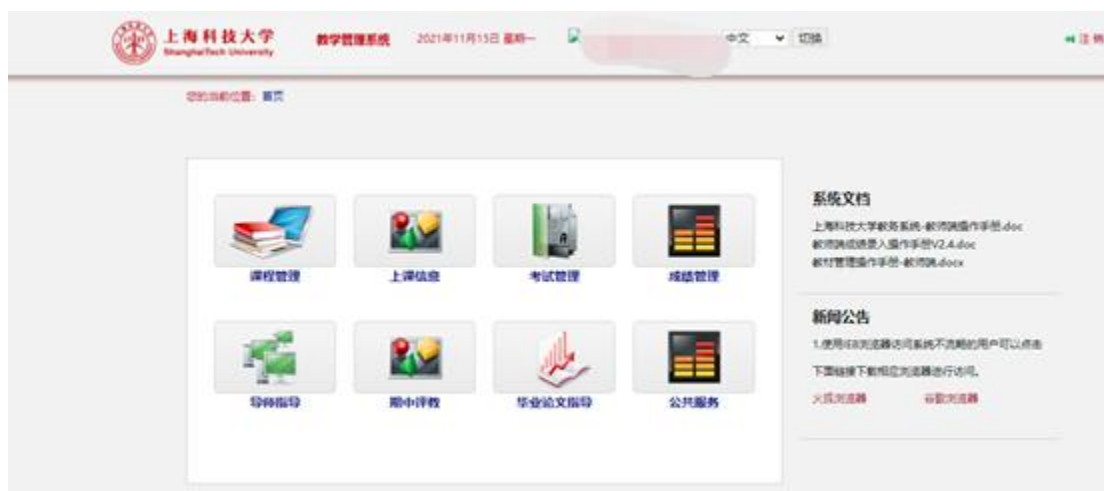 上海科技大学
ShanghaiTech University
教学管理系统 2021年11月15日 星期一 中文 切换 注销
您的当前位置：首页
课程管理 上课信息 考试管理 成绩管理
导师指导 期中评教 毕业论文指导 公共服务
系统文档
上海科技大学教务系统-教师端操作手册.doc
教师端成绩录入操作手册V2.4.doc
教材管理操作手册-教师端.docx
新闻公告
1.使用IE8浏览器访问系统不流畅的用户可以点击
下面链接下载相应浏览器进行访问。
火狐浏览器 谷歌浏览器